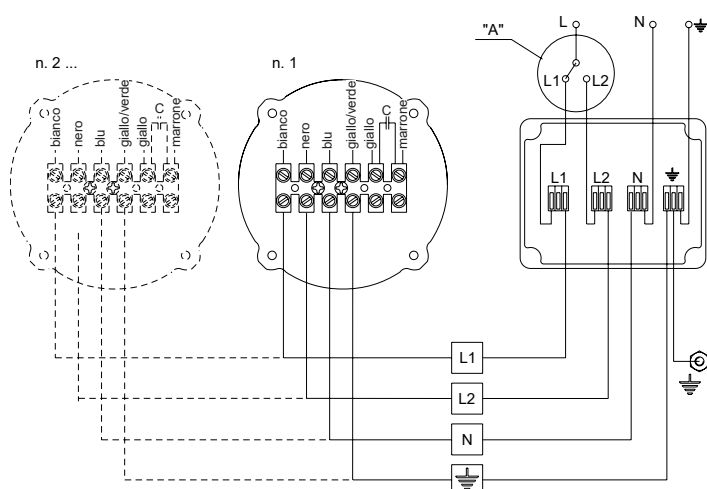 "A"
L
N
n. 2 ...
n. 1
L1
L2
bianco
nero
blu
giallo/verde
giallo
C
marrone
bianco
nero
blu
giallo/verde
giallo
C
marrone
L1
L2
N
L1
L2
N